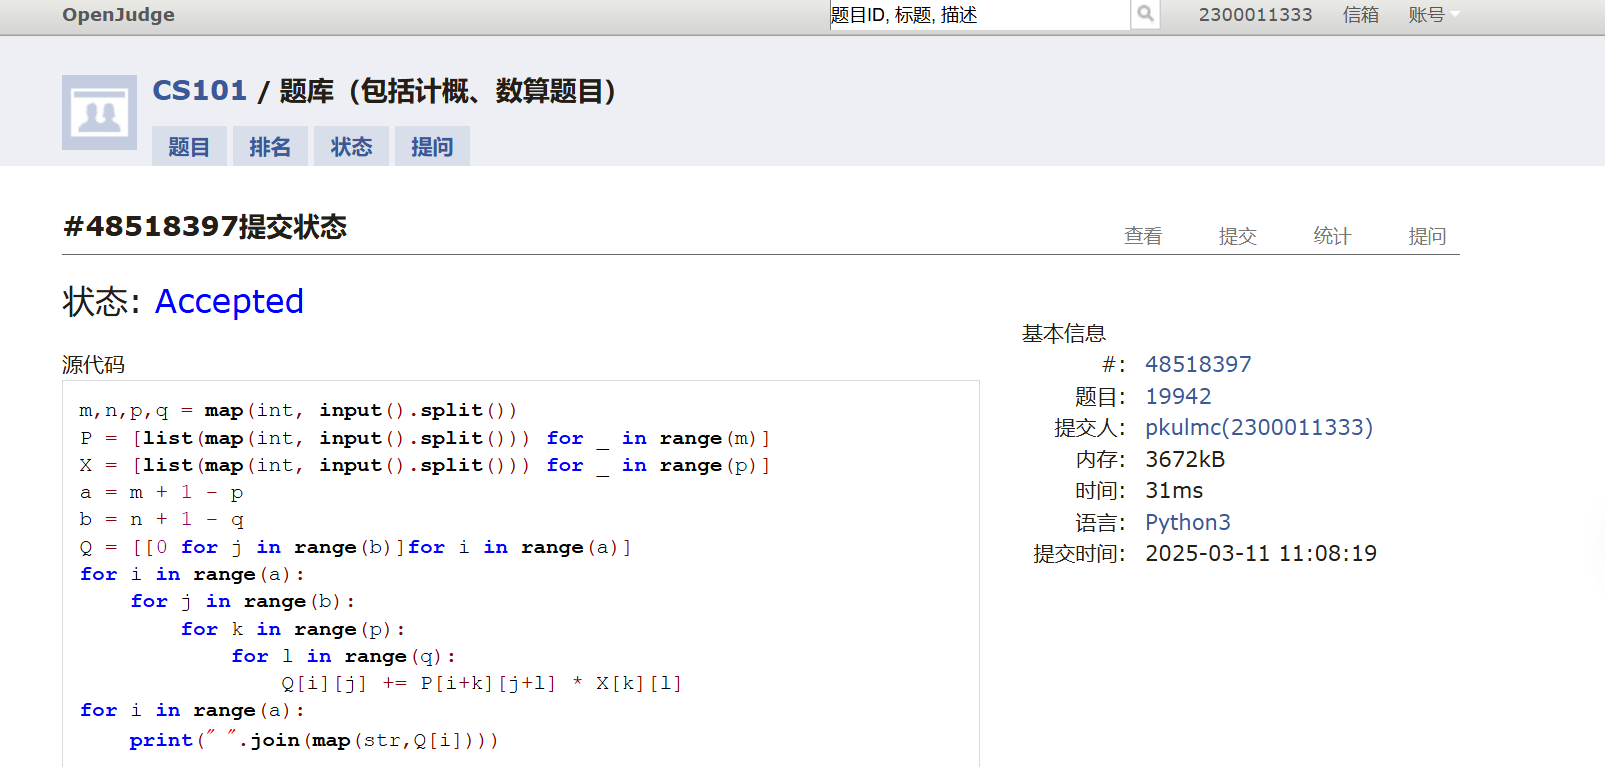 OpenJudge
题目ID, 标题, 描述
2300011333 信箱 账号
CS101 / 题库（包括计概、数算题目）
题目 排名 状态 提问
#48518397提交状态
查看 提交 统计 提问
状态: Accepted
源代码
m,n,p,q = map(int, input().split())
P = [list(map(int, input().split())) for _ in range(m)]
X = [list(map(int, input().split())) for _ in range(p)]
a = m + 1 - p
b = n + 1 - q
Q = [[0 for j in range(b)]for i in range(a)]
for i in range(a):
    for j in range(b):
        for k in range(p):
            for l in range(q):
                Q[i][j] += P[i+k][j+l] * X[k][l]
for i in range(a):
    print(" ".join(map(str,Q[i])))
基本信息
#: 48518397
题目: 19942
提交人: pkulmc(2300011333)
内存: 3672kB
时间: 31ms
语言: Python3
提交时间: 2025-03-11 11:08:19